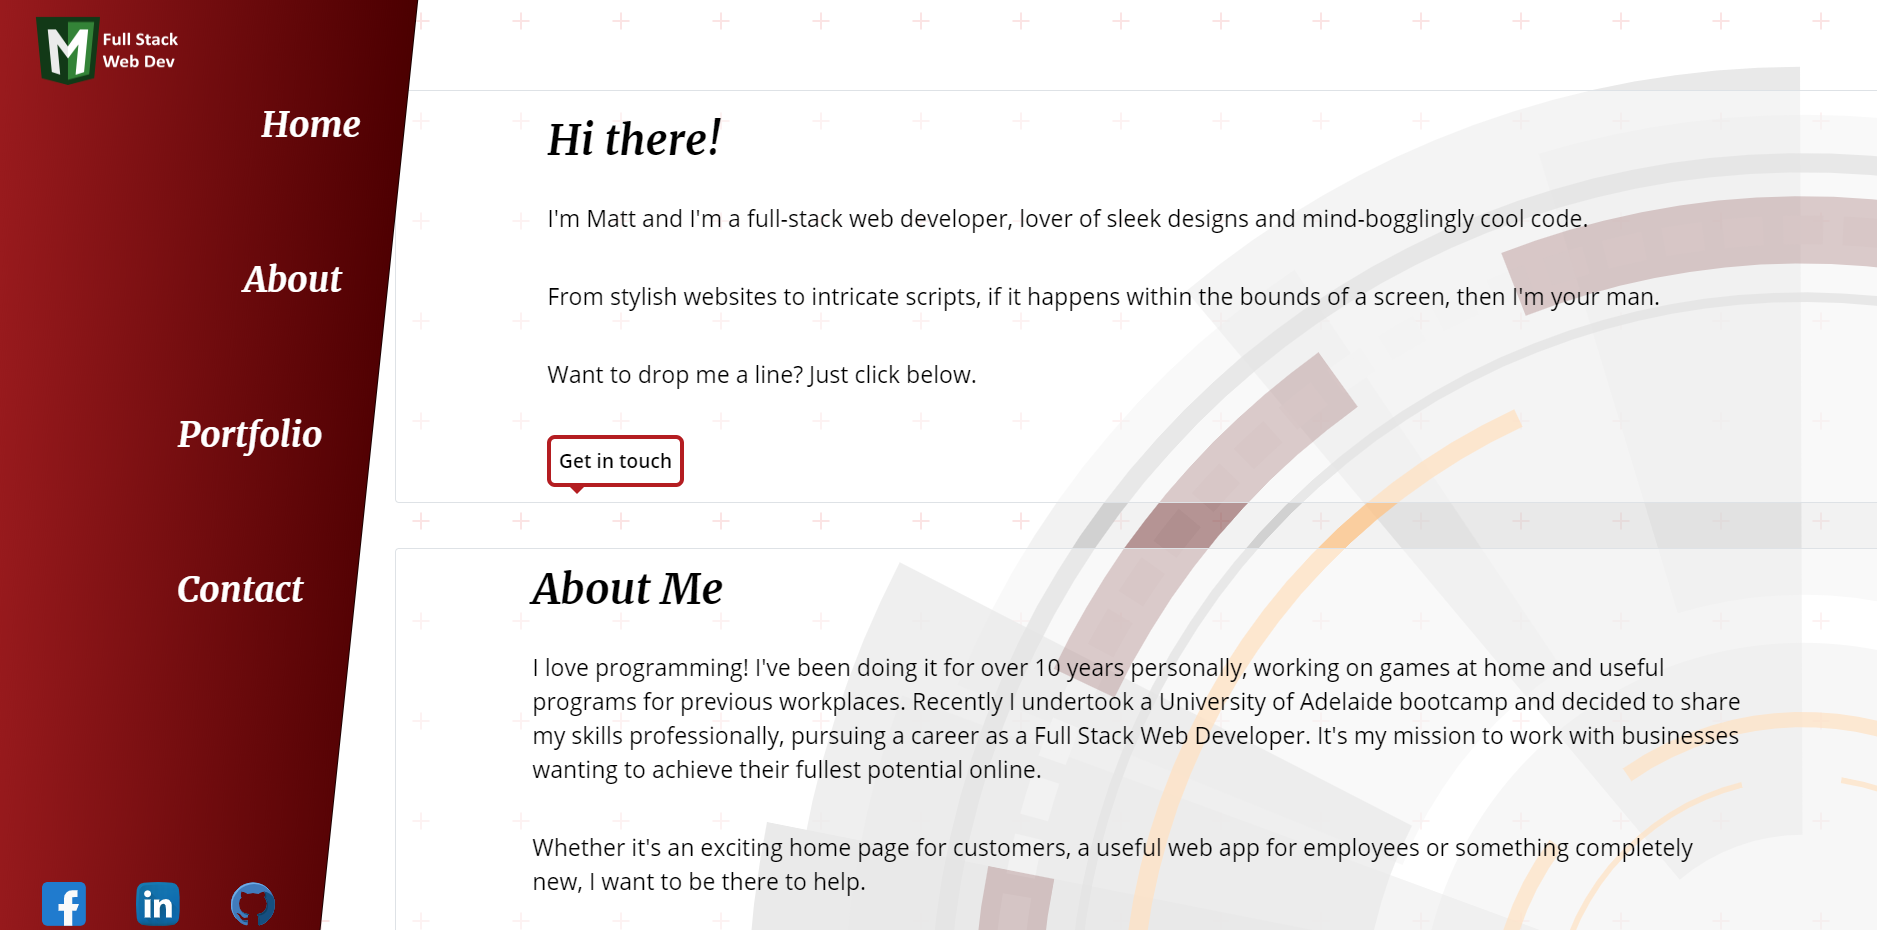 M
Full Stack
Web Dev
Home
About
Portfolio
Contact
f
in
Hi there!
I'm Matt and I'm a full-stack web developer, lover of sleek designs and mind-bogglingly cool code.
From stylish websites to intricate scripts, if it happens within the bounds of a screen, then I'm your man.
Want to drop me a line? Just click below.
Get in touch
About Me
I love programming! I've been doing it for over 10 years personally, working on games at home and useful
programs for previous workplaces. Recently I undertook a University of Adelaide bootcamp and decided to share
my skills professionally, pursuing a career as a Full Stack Web Developer. It's my mission to work with businesses
wanting to achieve their fullest potential online.
Whether it's an exciting home page for customers, a useful web app for employees or something completely
new, I want to be there to help.